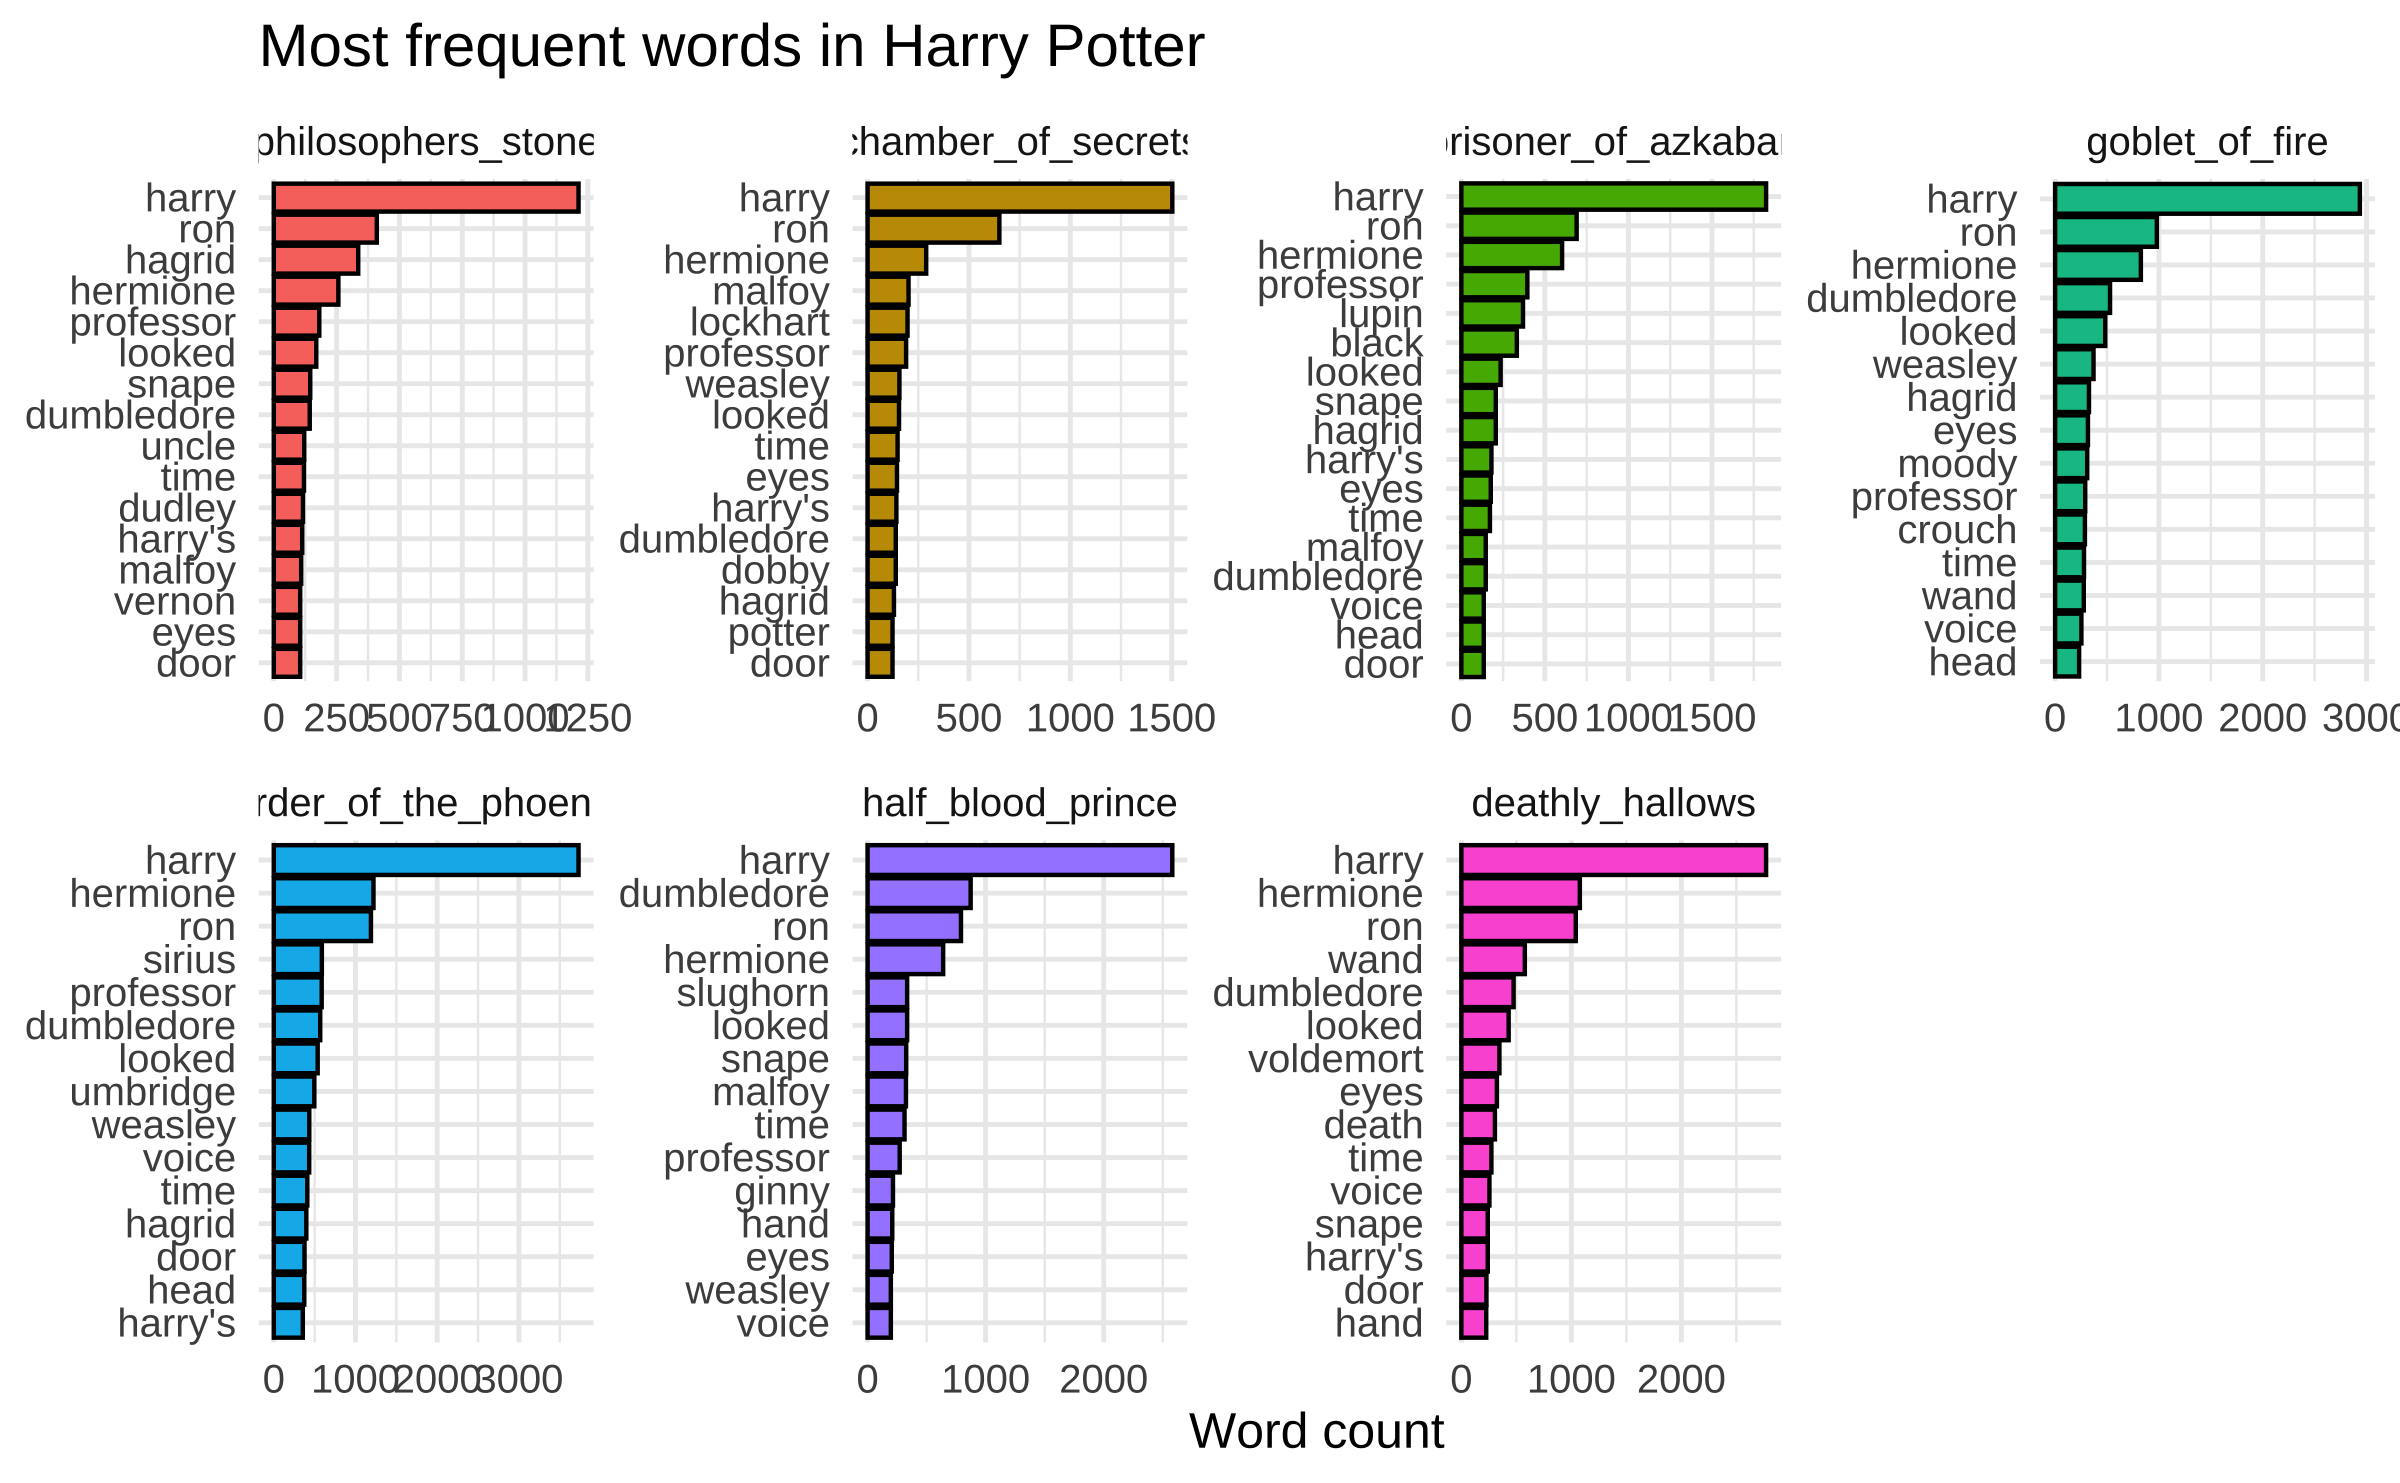 Most frequent words in Harry Potter
philosophers_stone
harry
ron
hagrid
hermione
professor
looked
snape
dumbledore
uncle
time
dudley
harry's
malfoy
vernon
eyes
door
0 250 500 750 1000 1250
chamber_of_secrets
harry
ron
hermione
malfoy
lockhart
professor
weasley
looked
time
eyes
harry's
dumbledore
dobby
hagrid
potter
door
0 500 1000 1500
prisoner_of_azkaban
harry
ron
hermione
professor
lupin
black
looked
snape
hagrid
harry's
eyes
time
malfoy
dumbledore
voice
head
door
0 500 1000 1500
goblet_of_fire
harry
ron
hermione
dumbledore
looked
weasley
hagrid
eyes
moody
professor
crouch
time
wand
voice
head
0 1000 2000 3000
rder_of_the_phoen
harry
hermione
ron
sirius
professor
dumbledore
looked
umbridge
weasley
voice
time
hagrid
door
head
harry's
0 1000 2000 3000
half_blood_prince
harry
dumbledore
ron
hermione
slughorn
looked
snape
malfoy
time
professor
ginny
hand
eyes
weasley
voice
0 1000 2000
deathly_hallows
harry
hermione
ron
wand
dumbledore
looked
voldemort
eyes
death
time
voice
snape
harry's
door
hand
0 1000 2000
Word count